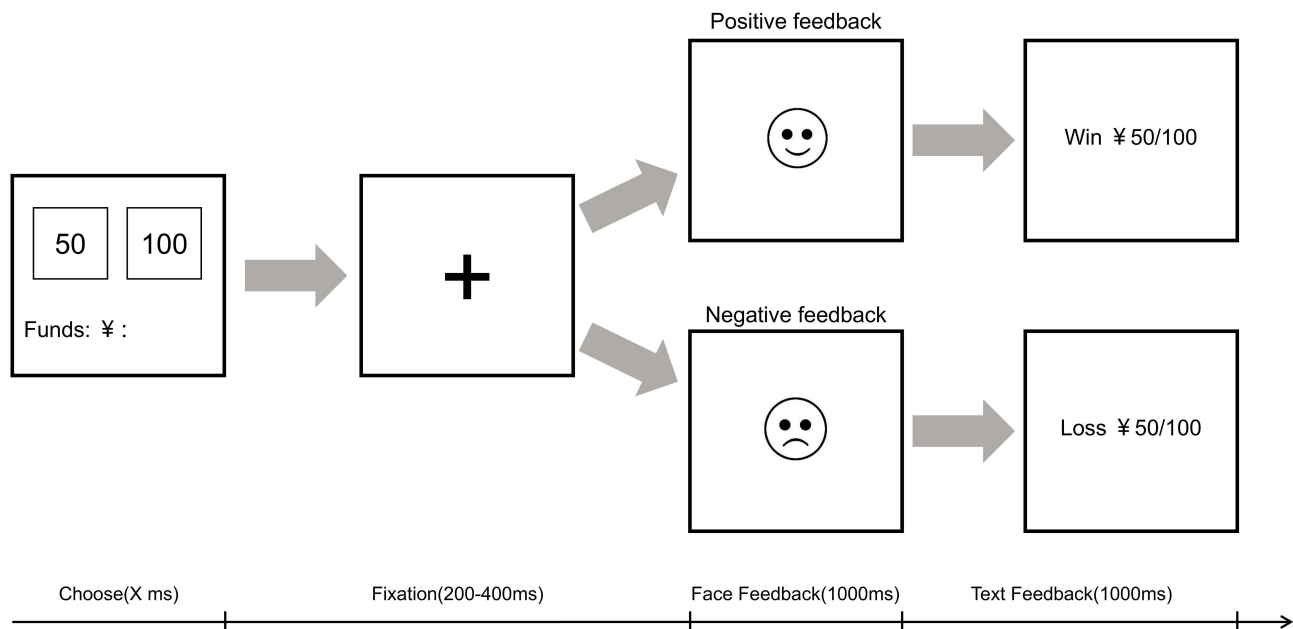 Positive feedback
50
100
Funds: ¥ :
Win ¥ 50/100
Negative feedback
Loss ¥ 50/100
Choose(X ms)
Fixation(200-400ms)
Face Feedback(1000ms)
Text Feedback(1000ms)